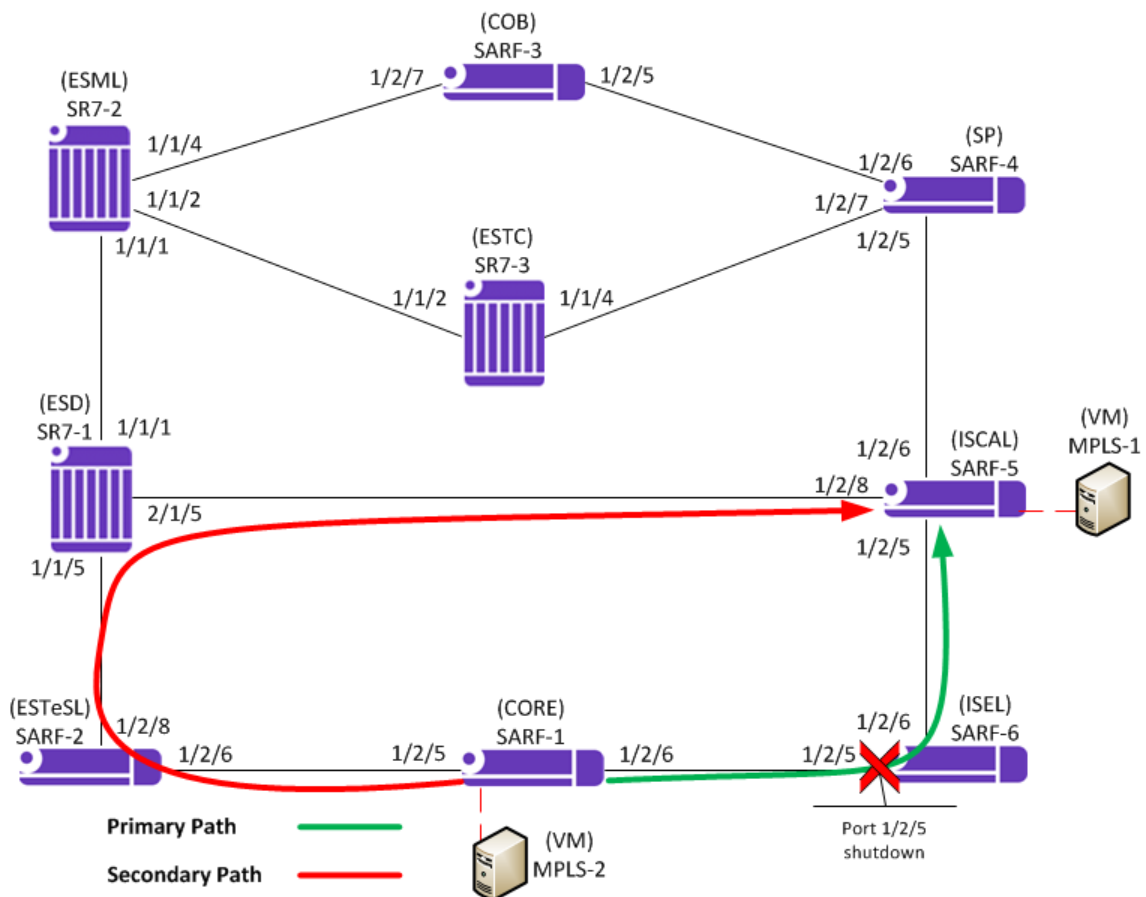 (COB)
SARF-3
1/2/7
1/2/5
(ESML)
SR7-2
1/1/4
1/1/2
1/1/1
(SP)
SARF-4
1/2/6
1/2/7
1/2/5
(ESTC)
SR7-3
1/1/2
1/1/4
(ESD)
SR7-1
1/1/1
2/1/5
1/1/5
1/2/6
(ISCAL)
SARF-5
1/2/8
1/2/5
(VM)
MPLS-1
(ESTeSL)
SARF-2
1/2/8
1/2/6
(CORE)
SARF-1
1/2/5
1/2/6
(ISEL)
SARF-6
1/2/6
1/2/5
Port 1/2/5
shutdown
Primary Path
Secondary Path
(VM)
MPLS-2